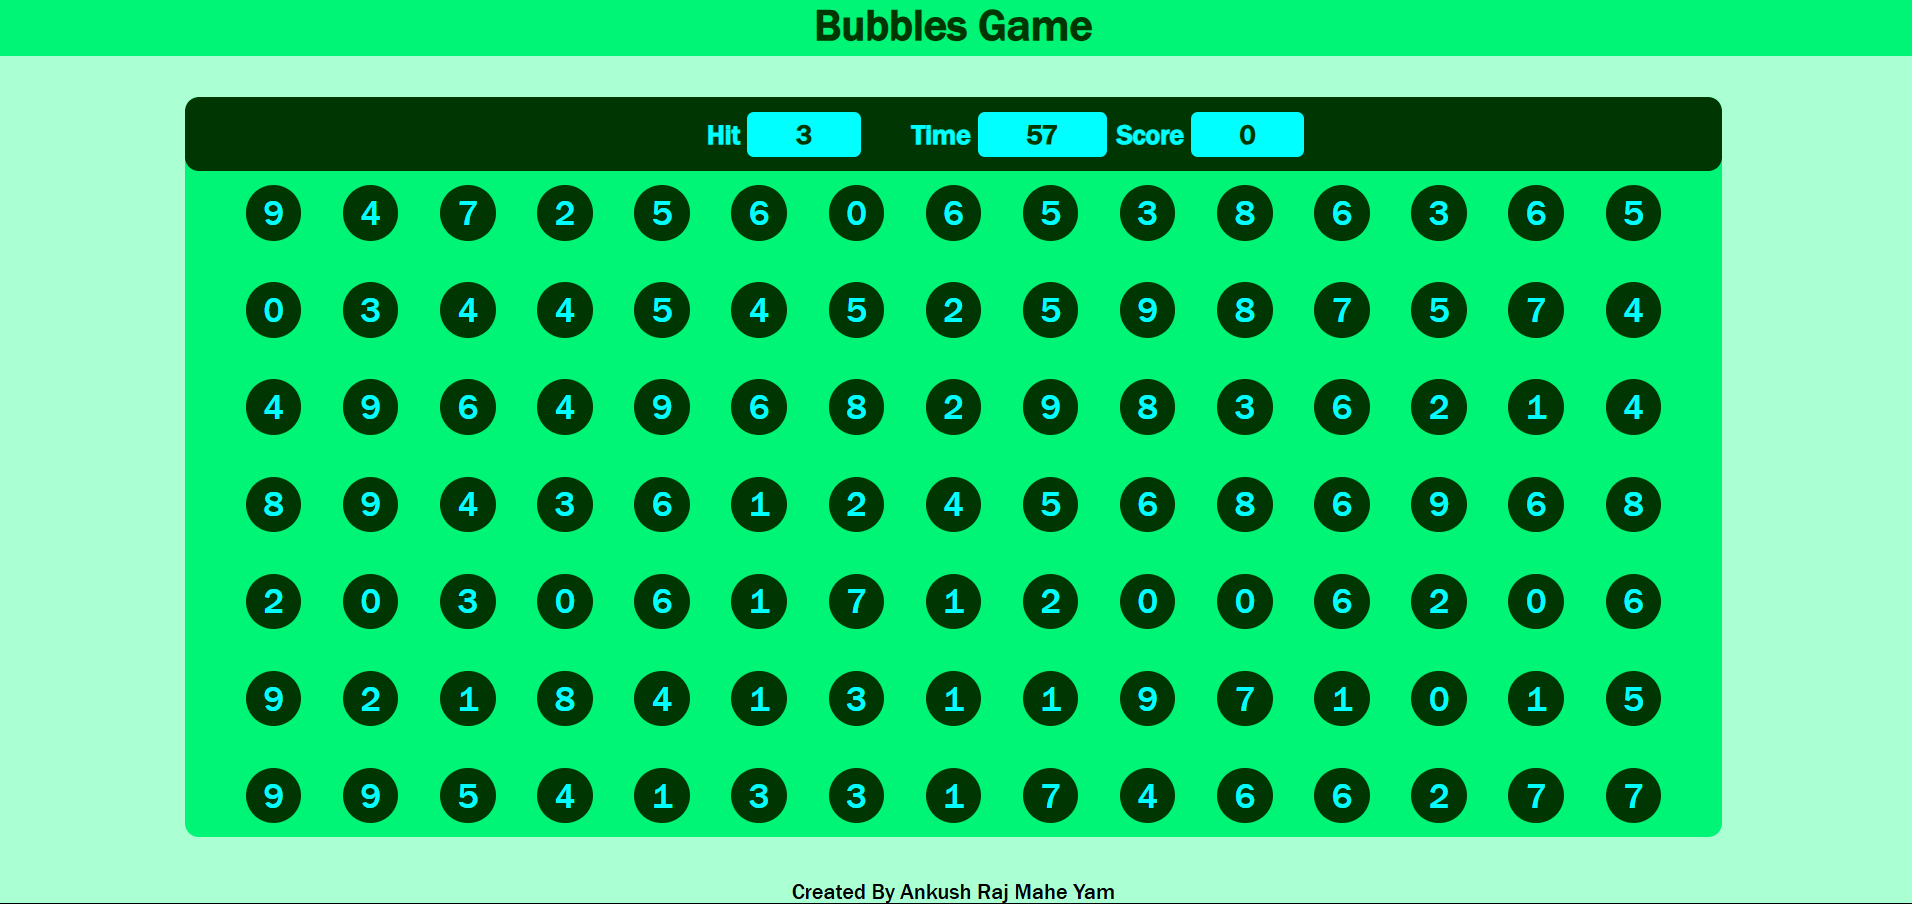 Bubbles Game
Hit 3 Time 57 Score 0
9 4 7 2 5 6 0 6 5 3 8 6 3 6 5
0 3 4 4 5 4 5 2 5 9 8 7 5 7 4
4 9 6 4 9 6 8 2 9 8 3 6 2 1 4
8 9 4 3 6 1 2 4 5 6 8 6 9 6 8
2 0 3 0 6 1 7 1 2 0 0 6 2 0 6
9 2 1 8 4 1 3 1 1 9 7 1 0 1 5
9 9 5 4 1 3 3 1 7 4 6 6 2 7 7
Created By Ankush Raj Mahe Yam